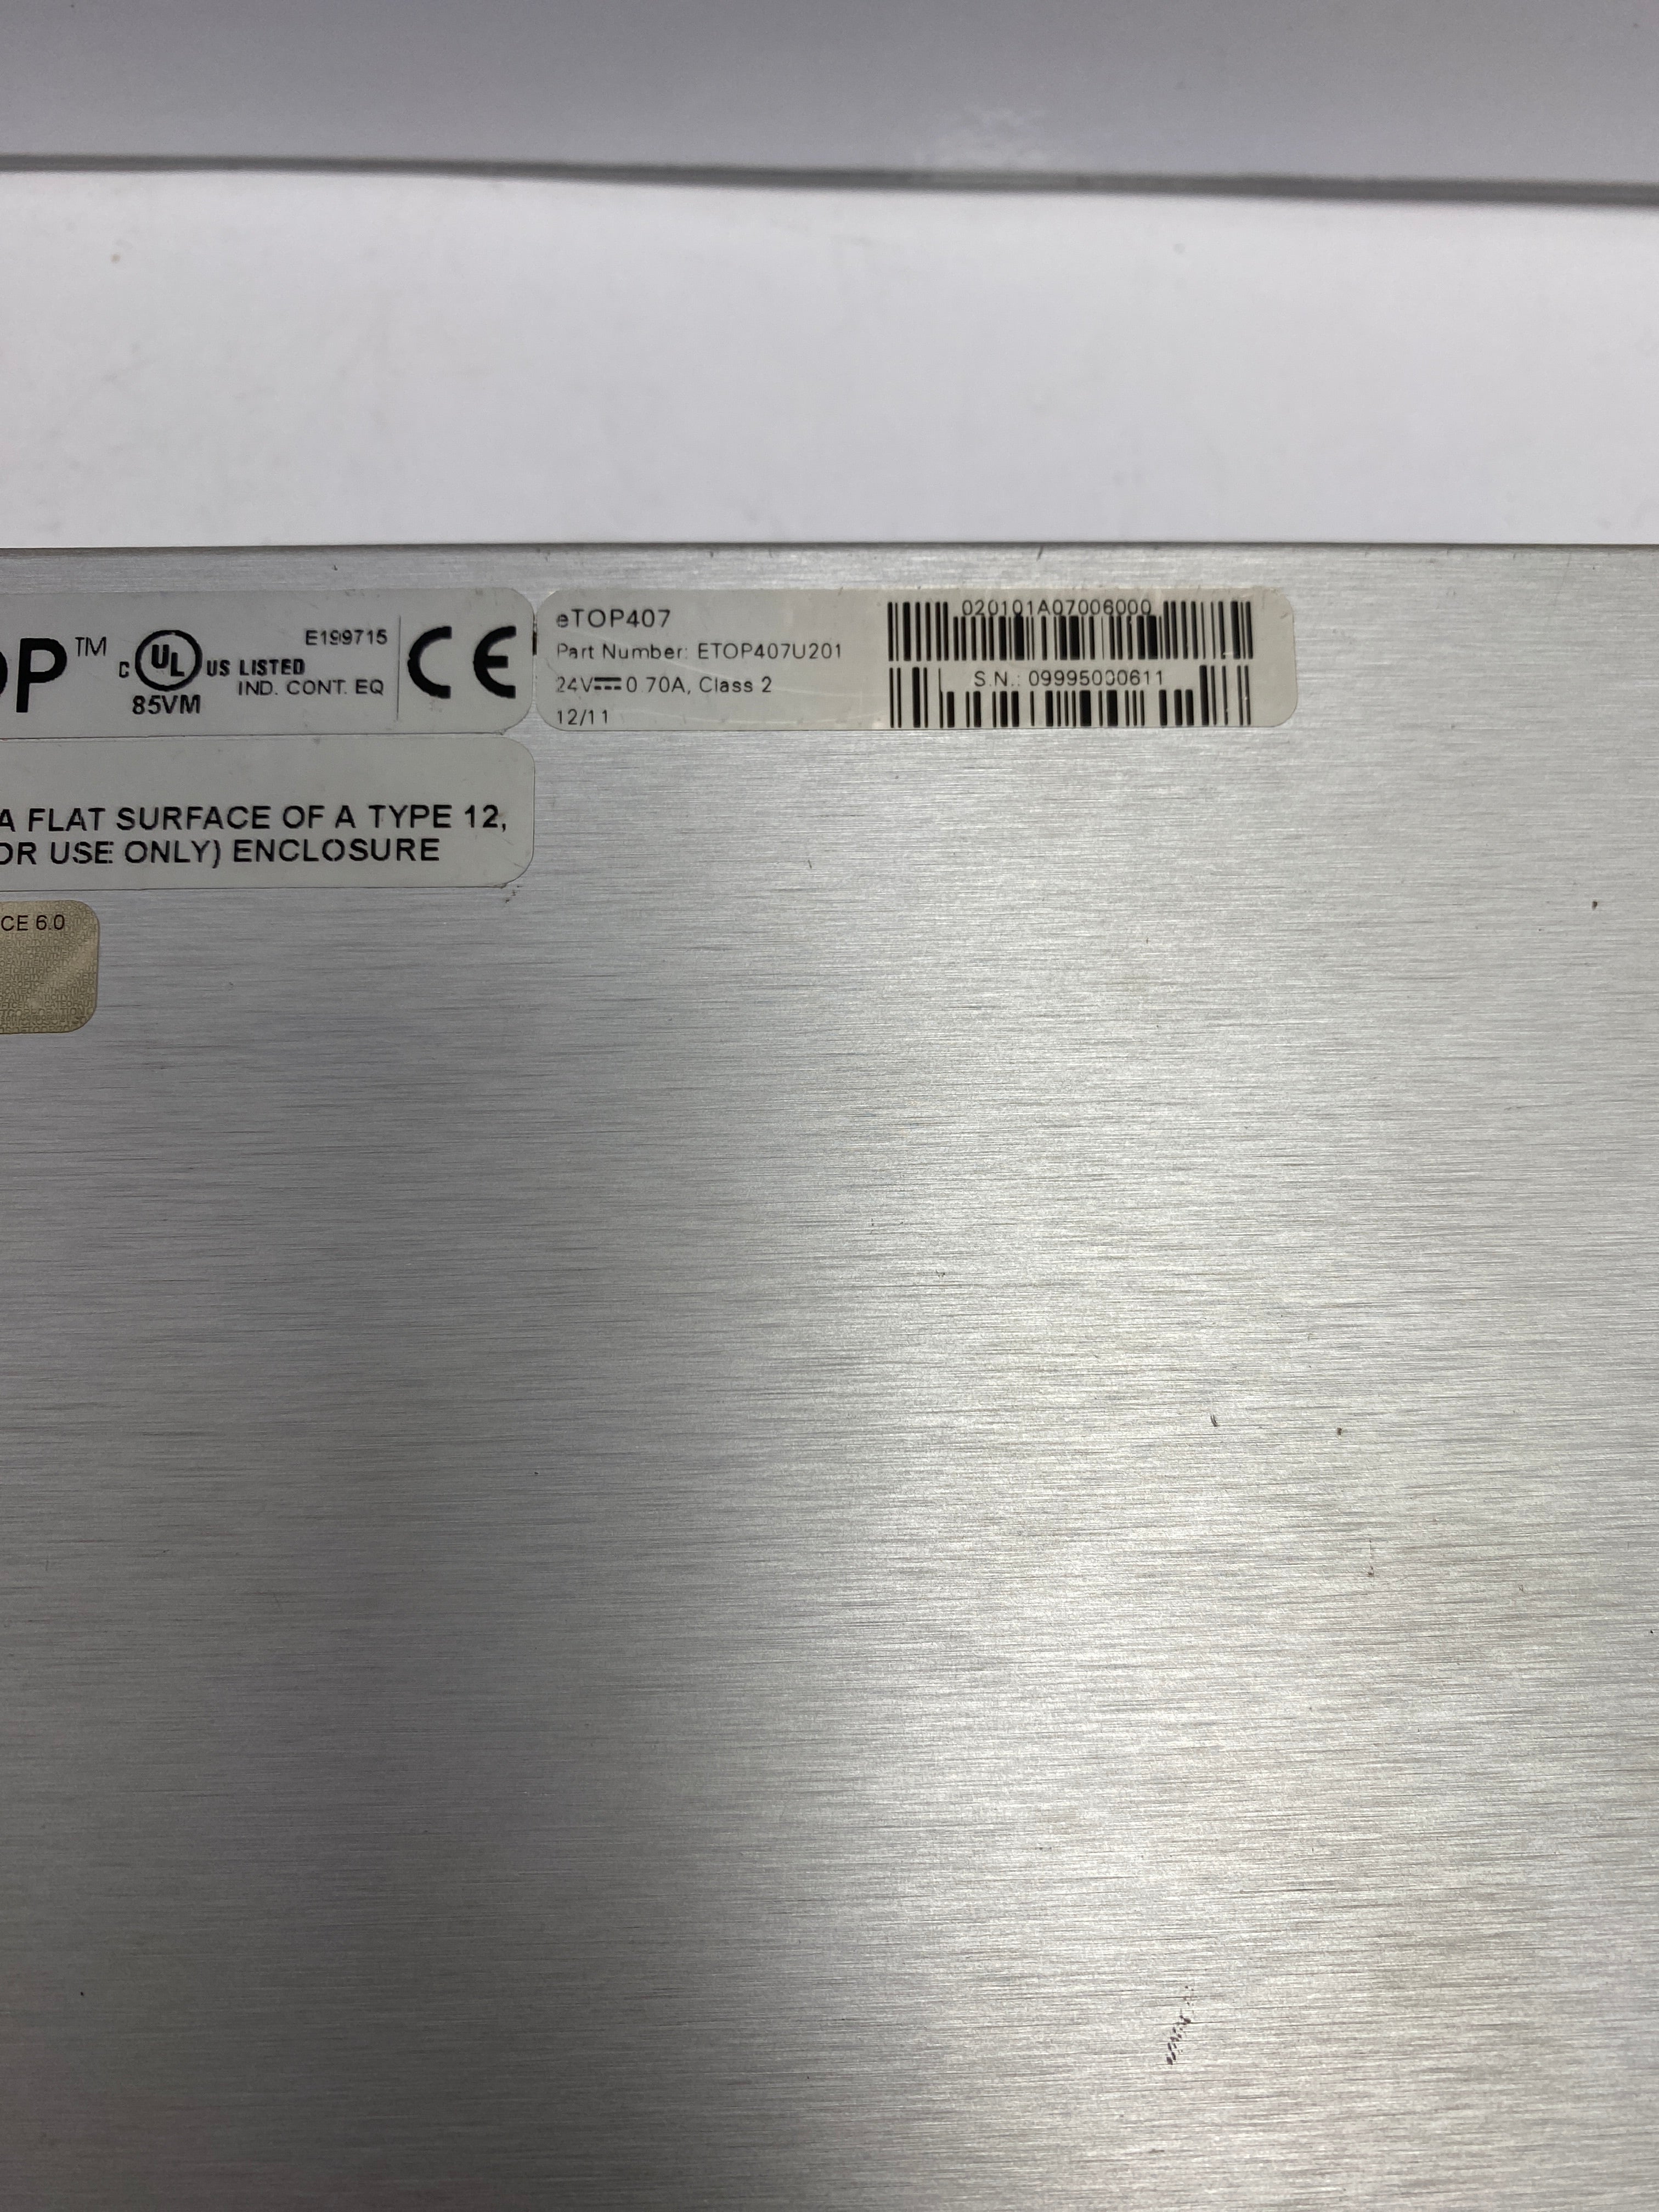 OP™
C UL US LISTED
E199715
IND. CONT. EQ
85VM
CE
eTOP407
Part Number: ETOP407U201
24V⎓0.70A, Class 2
12/11
020101A07006000
S.N.: 09995000611
A FLAT SURFACE OF A TYPE 12,
OR USE ONLY) ENCLOSURE
CE 6.0